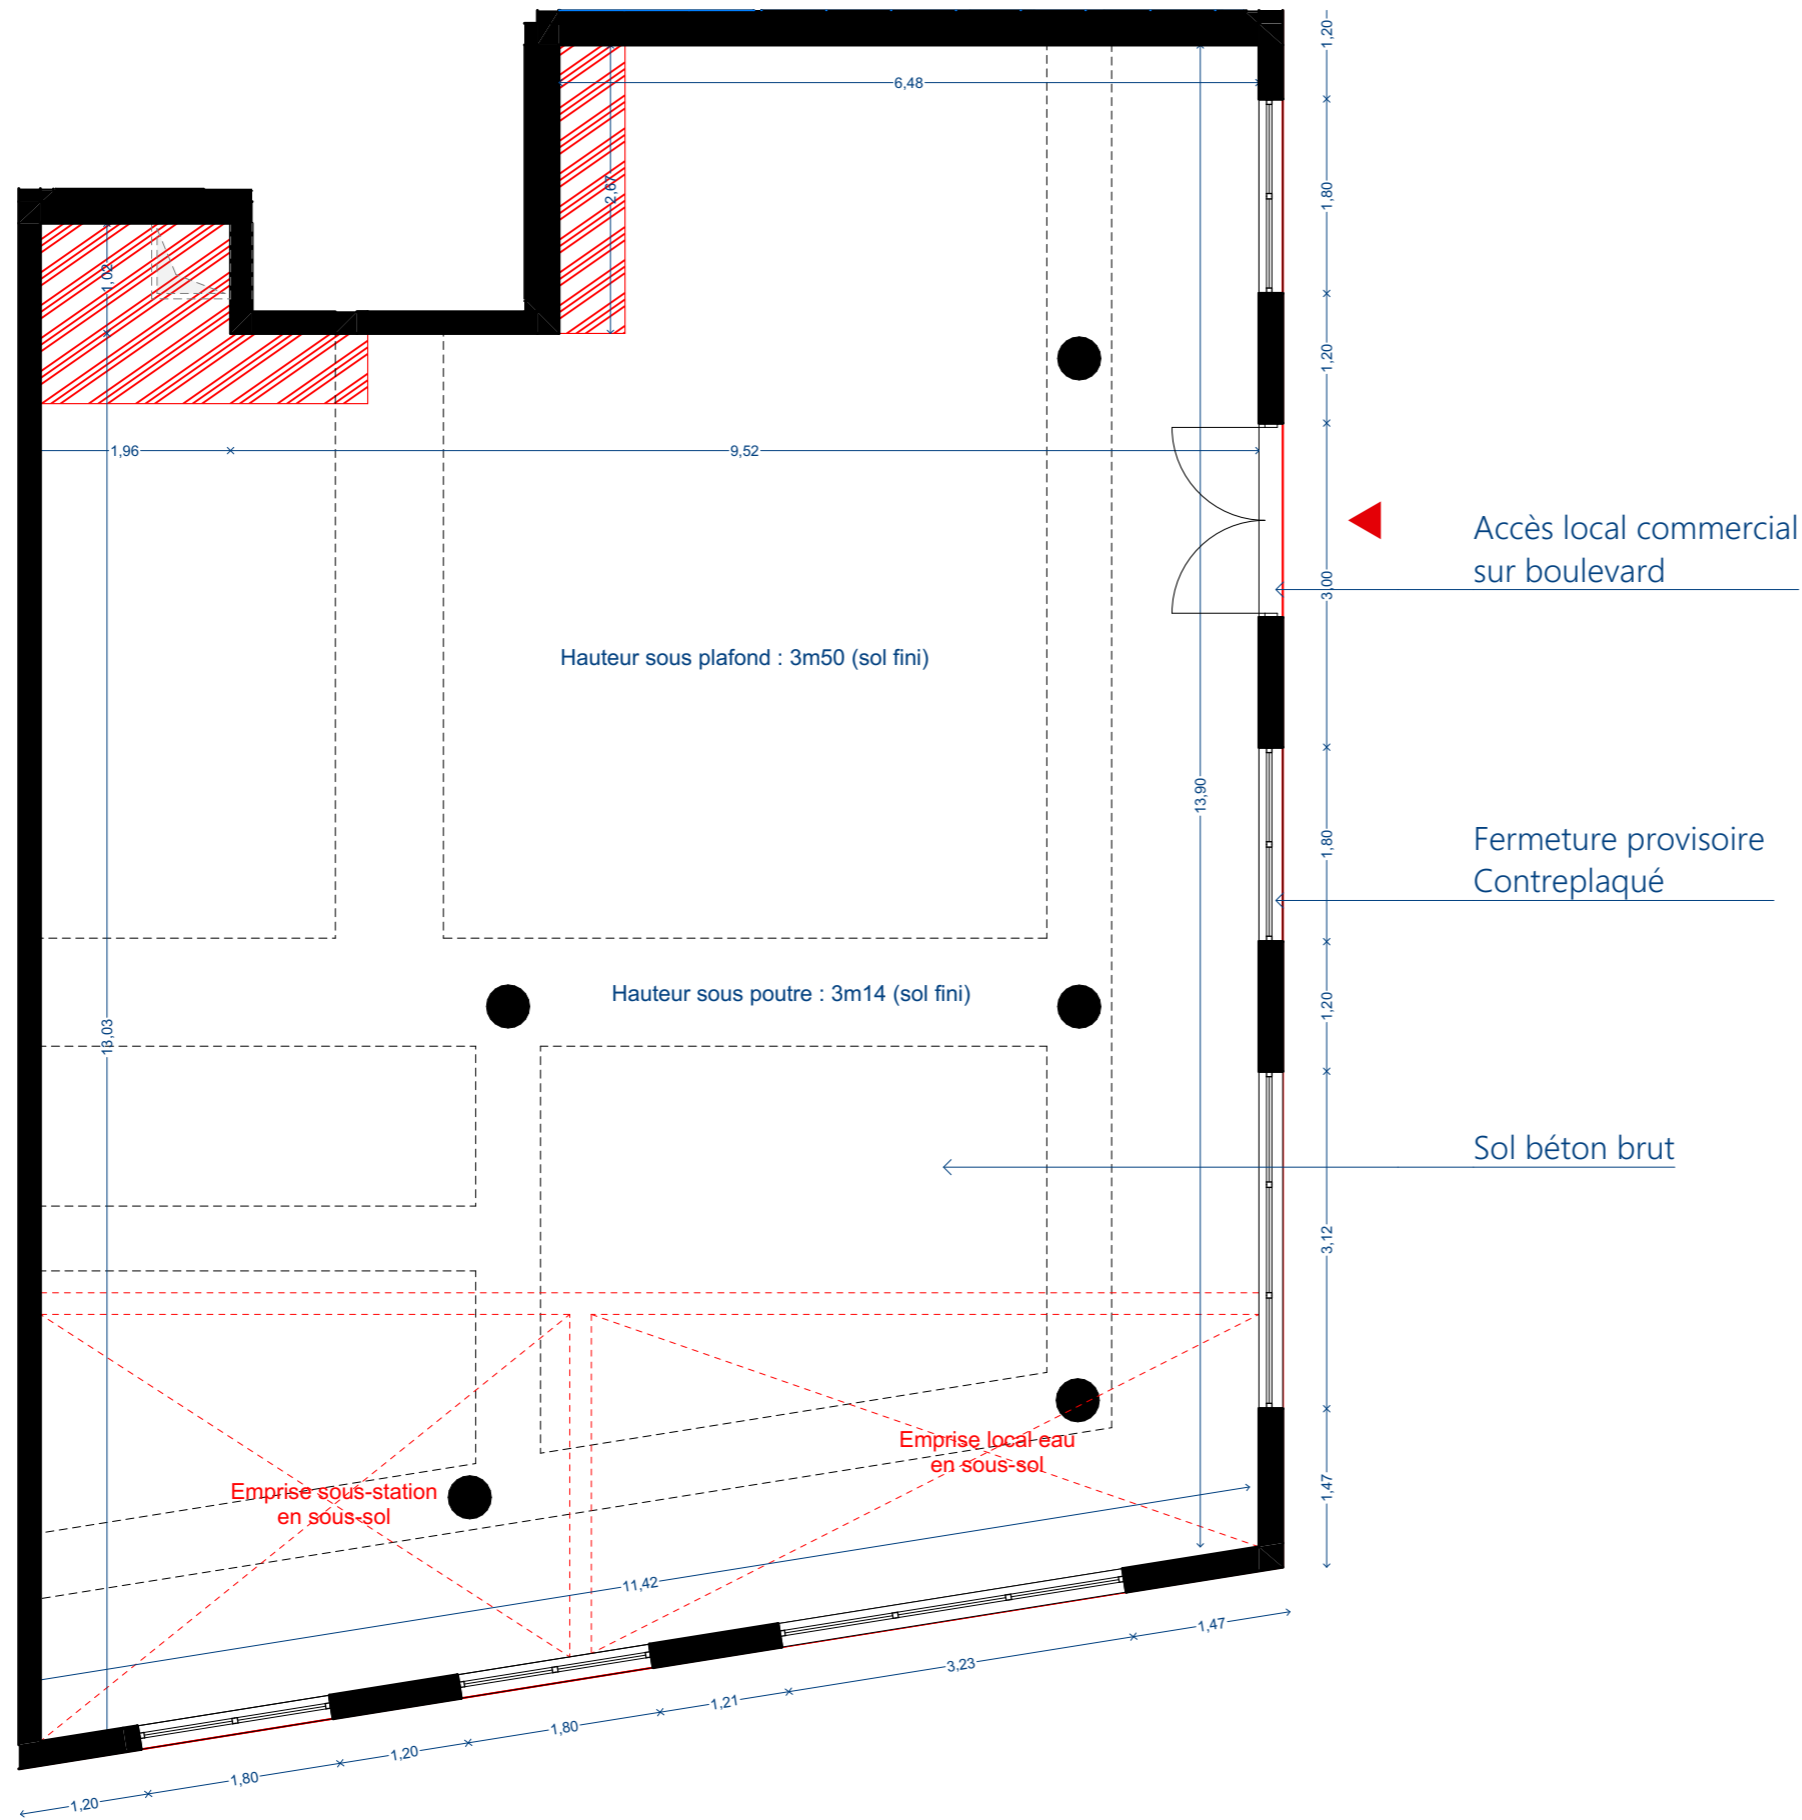 1,20
6,48
2,67
1,80
1,02
1,20
1,96
9,52
Accès local commercial
sur boulevard
3,00
Hauteur sous plafond : 3m50 (sol fini)
13,90
Fermeture provisoire
Contreplaqué
1,80
Hauteur sous poutre : 3m14 (sol fini)
1,20
13,03
Sol béton brut
3,12
Emprise local eau
en sous-sol
Emprise sous-station
en sous-sol
1,47
11,42
1,47
3,23
1,21
1,80
1,20
1,80
1,20